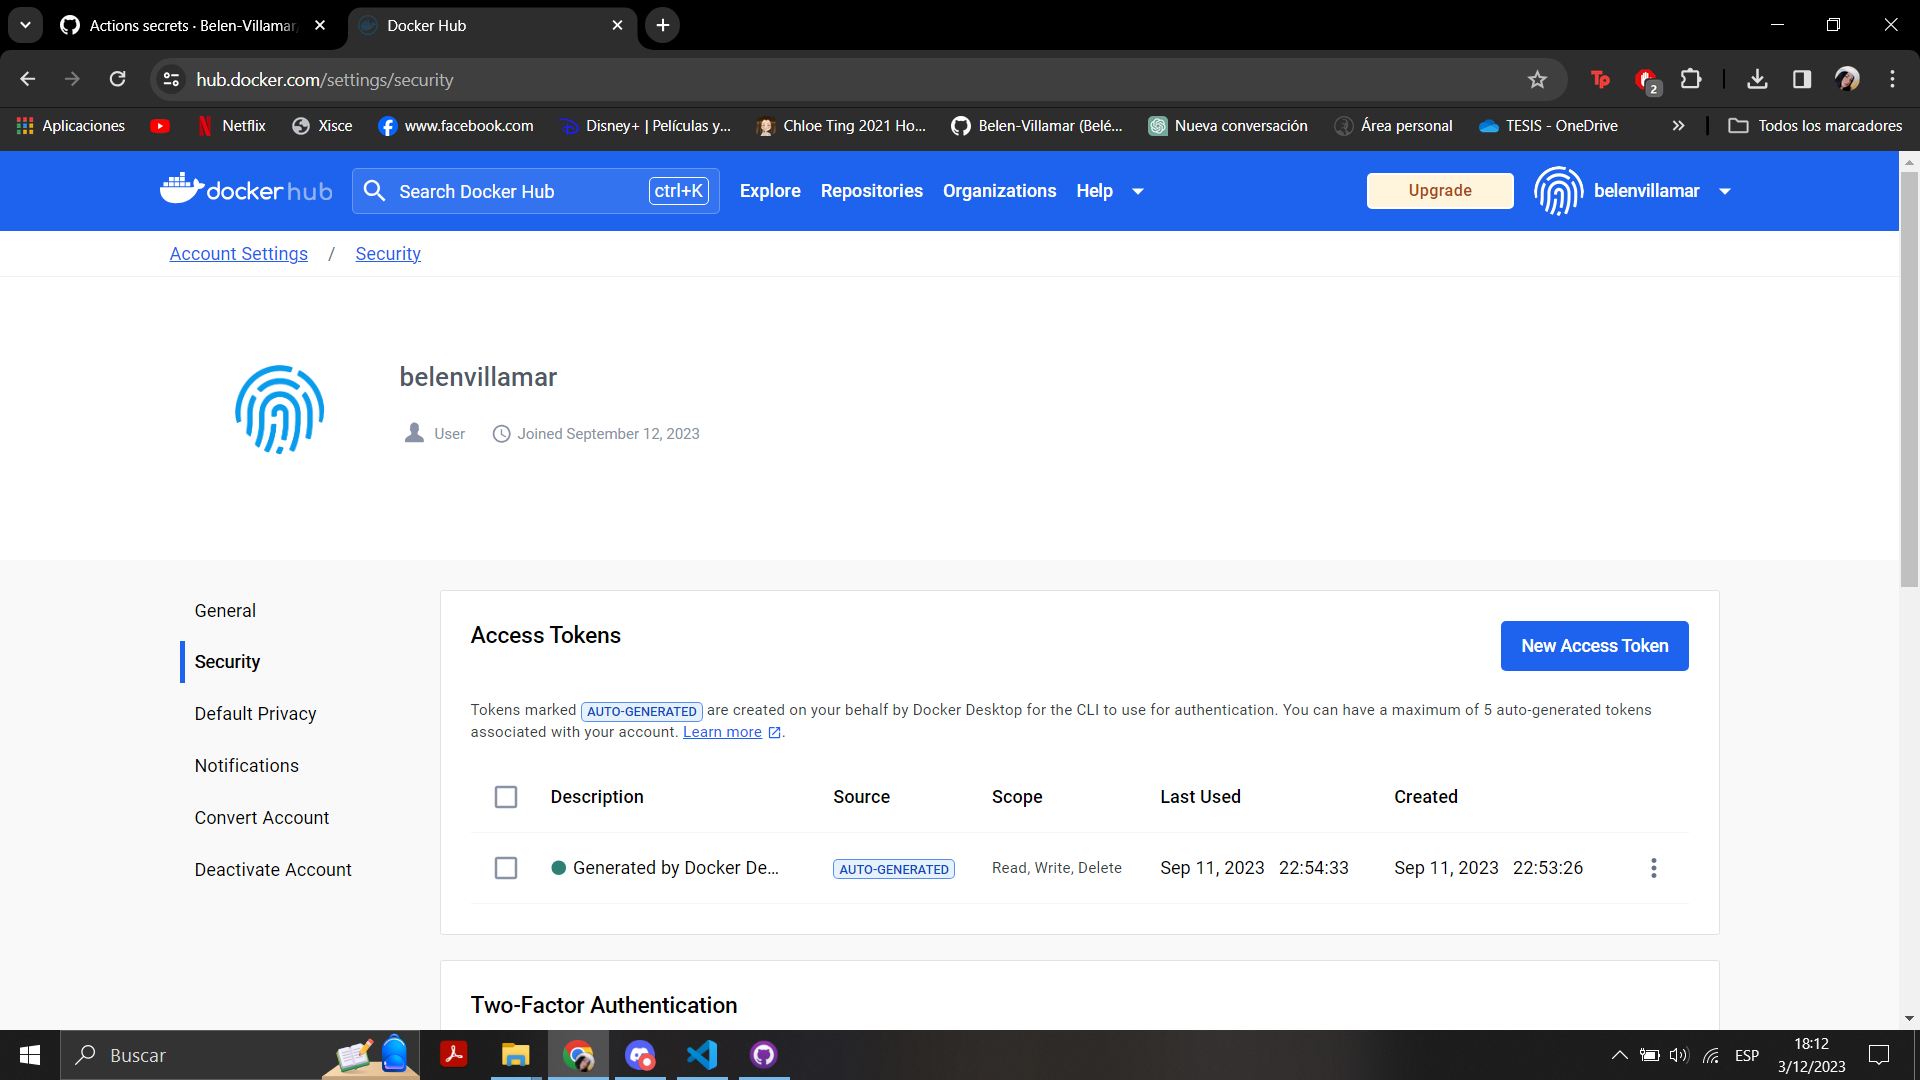 Actions secrets · Belen-Villamar
Docker Hub
hub.docker.com/settings/security
2
Aplicaciones
Netflix
Xisce
www.facebook.com
Disney+ | Películas y...
Chloe Ting 2021 Ho...
Belen-Villamar (Belé...
Nueva conversación
Área personal
TESIS - OneDrive
Todos los marcadores
docker hub
Search Docker Hub
ctrl+K
Explore
Repositories
Organizations
Help
Upgrade
belenvillamar
Account Settings / Security
belenvillamar
User
Joined September 12, 2023
General
Security
Default Privacy
Notifications
Convert Account
Deactivate Account
Access Tokens
New Access Token
Tokens marked AUTO-GENERATED are created on your behalf by Docker Desktop for the CLI to use for authentication. You can have a maximum of 5 auto-generated tokens
associated with your account. Learn more.
Description Source Scope Last Used Created
Generated by Docker De... AUTO-GENERATED Read, Write, Delete Sep 11, 2023 22:54:33 Sep 11, 2023 22:53:26
Two-Factor Authentication
Buscar
ESP
18:12
3/12/2023